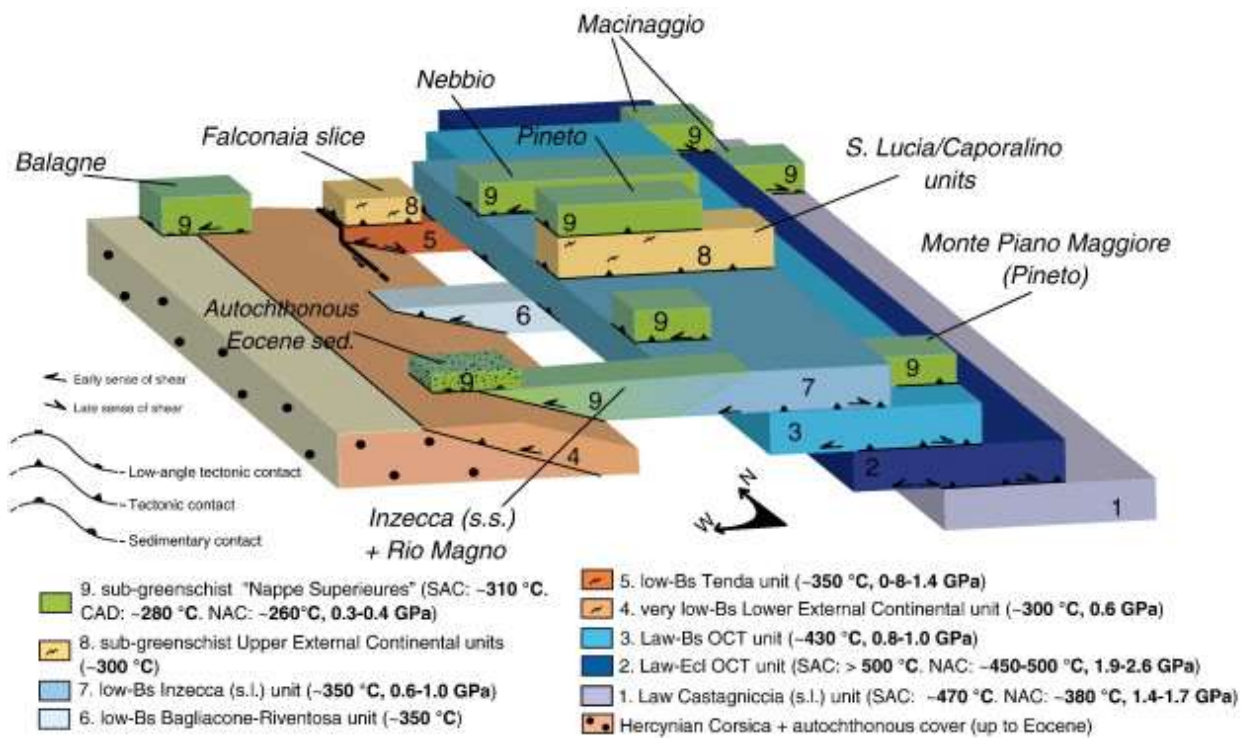 Macinaggio
Nebbio
Falconaia slice
Pineto
Balagne
S. Lucia/Caporalino
units
Monte Piano Maggiore
(Pineto)
Autochthonous
Eocene sed.
9
9
9
9
9
8
5
9
8
6
9
9
9
9
7
3
4
2
1
Early sense of shear
Late sense of shear
Low-angle tectonic contact
Tectonic contact
Sedimentary contact
N
W
Inzecca (s.s.)
+ Rio Magno
9. sub-greenschist "Nappe Superieures" (SAC: ~310 °C.
CAD: ~280 °C. NAC: ~260°C, 0.3-0.4 GPa)
8. sub-greenschist Upper External Continental units
(~300 °C)
7. low-Bs Inzecca (s.l.) unit (~350 °C, 0.6-1.0 GPa)
6. low-Bs Bagliacone-Riventosa unit (~350 °C)
5. low-Bs Tenda unit (~350 °C, 0-8-1.4 GPa)
4. very low-Bs Lower External Continental unit (~300 °C, 0.6 GPa)
3. Law-Bs OCT unit (~430 °C, 0.8-1.0 GPa)
2. Law-Ecl OCT unit (SAC: > 500 °C. NAC: ~450-500 °C, 1.9-2.6 GPa)
1. Law Castagniccia (s.l.) unit (SAC: ~470 °C. NAC: ~380 °C, 1.4-1.7 GPa)
Hercynian Corsica + autochthonous cover (up to Eocene)